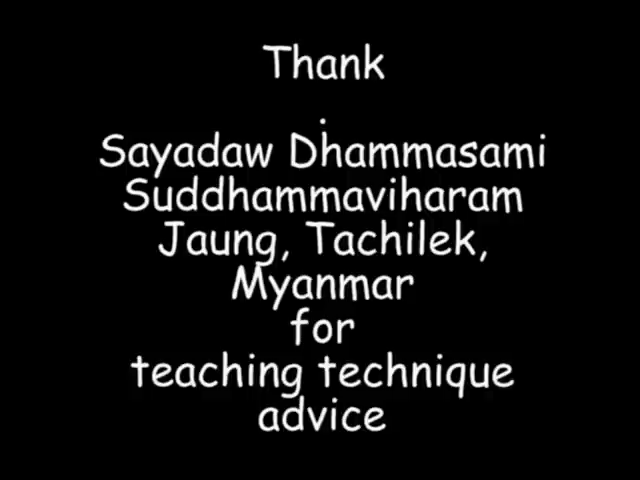 Thank
.
Sayadaw Dhammasami
Suddhammaviharam
Jaung, Tachilek,
Myanmar
for
teaching technique
advice